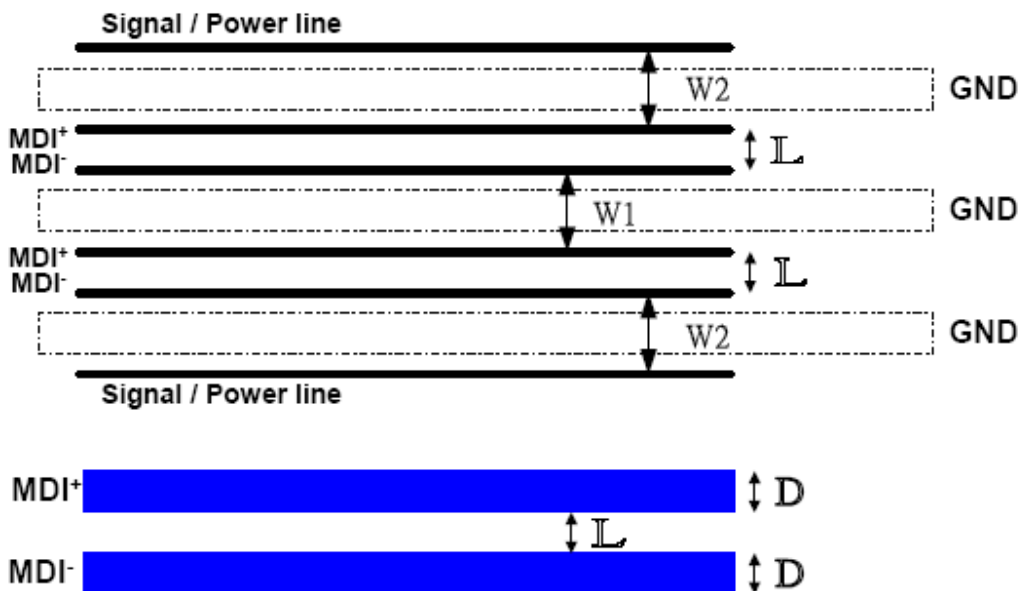 Signal / Power line
W2
GND
MDI⁺
L
MDI⁻
W1
GND
MDI⁺
L
MDI⁻
W2
GND
Signal / Power line
MDI⁺
D
L
MDI⁻
D